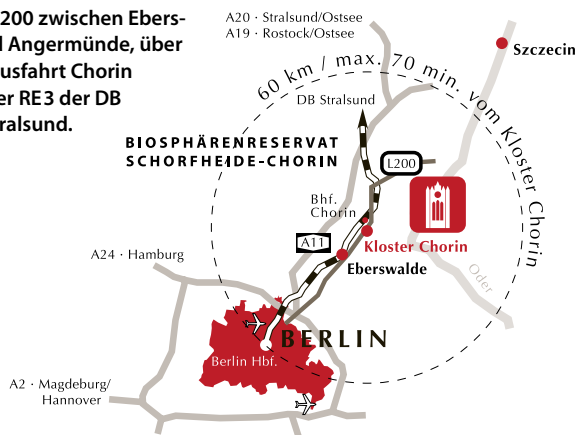 200 zwischen Ebers-
Angermünde, über
usfahrt Chorin
er RE3 der DB
ralsund.
A20 · Stralsund/Ostsee
A19 · Rostock/Ostsee
Szczecin
60 km / max. 70 min. vom Kloster Chorin
DB Stralsund
BIOSPHÄRENRESERVAT
SCHORFHEIDE-CHORIN
L200
Bhf.
Chorin
A11
Kloster Chorin
Eberswalde
A24 · Hamburg
Oder
BERLIN
Berlin Hbf.
A2 · Magdeburg/
Hannover